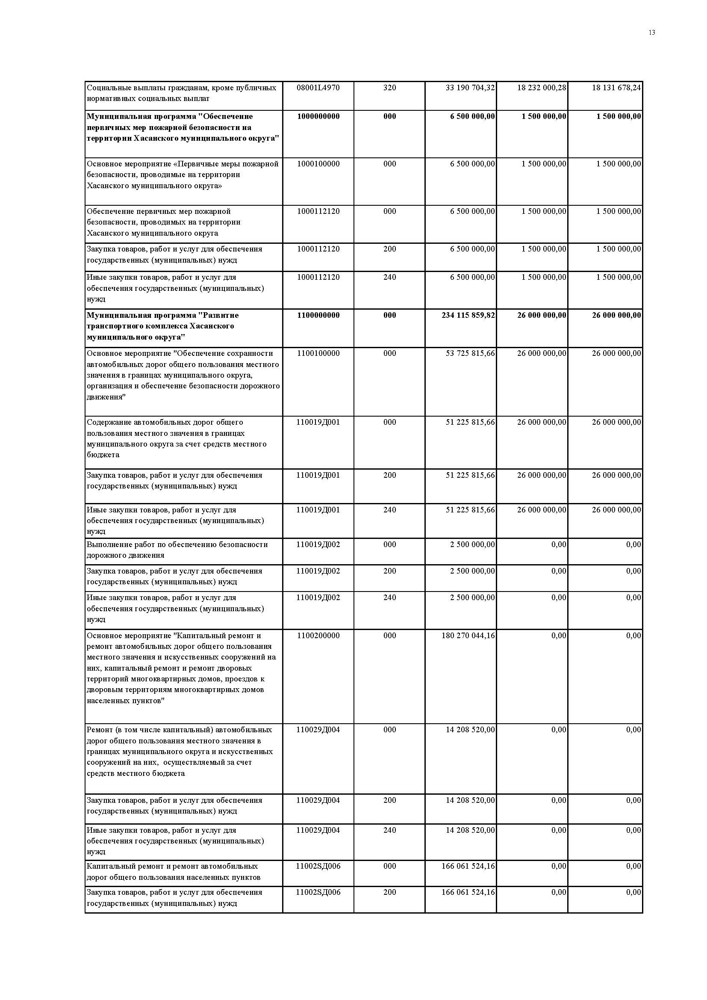 13
Социальные выплаты гражданам, кроме публичных 08001L4970 320 33 190 704,32 18 232 000,28 18 131 678,24
нормативных социальных выплат
Муниципальная программа "Обеспечение 1000000000 000 6 500 000,00 1 500 000,00 1 500 000,00
первичных мер пожарной безопасности на
территории Хасанского муниципального округа"
Основное мероприятие «Первичные меры пожарной 1000100000 000 6 500 000,00 1 500 000,00 1 500 000,00
безопасности, проводимые на территории
Хасанского муниципального округа»
Обеспечение первичных мер пожарной 1000112120 000 6 500 000,00 1 500 000,00 1 500 000,00
безопасности, проводимых на территории
Хасанского муниципального округа
Закупка товаров, работ и услуг для обеспечения 1000112120 200 6 500 000,00 1 500 000,00 1 500 000,00
государственных (муниципальных) нужд
Иные закупки товаров, работ и услуг для 1000112120 240 6 500 000,00 1 500 000,00 1 500 000,00
обеспечения государственных (муниципальных)
нужд
Муниципальная программа "Развитие 1100000000 000 234 115 859,82 26 000 000,00 26 000 000,00
транспортного комплекса Хасанского
муниципального округа"
Основное мероприятие "Обеспечение сохранности 1100100000 000 53 725 815,66 26 000 000,00 26 000 000,00
автомобильных дорог общего пользования местного
значения в границах муниципального округа,
организация и обеспечение безопасности дорожного
движения"
Содержание автомобильных дорог общего 110019Д001 000 51 225 815,66 26 000 000,00 26 000 000,00
пользования местного значения в границах
муниципального округа за счет средств местного
бюджета
Закупка товаров, работ и услуг для обеспечения 110019Д001 200 51 225 815,66 26 000 000,00 26 000 000,00
государственных (муниципальных) нужд
Иные закупки товаров, работ и услуг для 110019Д001 240 51 225 815,66 26 000 000,00 26 000 000,00
обеспечения государственных (муниципальных)
нужд
Выполнение работ по обеспечению безопасности 110019Д002 000 2 500 000,00 0,00 0,00
дорожного движения
Закупка товаров, работ и услуг для обеспечения 110019Д002 200 2 500 000,00 0,00 0,00
государственных (муниципальных) нужд
Иные закупки товаров, работ и услуг для 110019Д002 240 2 500 000,00 0,00 0,00
обеспечения государственных (муниципальных)
нужд
Основное мероприятие "Капитальный ремонт и 1100200000 000 180 270 044,16 0,00 0,00
ремонт автомобильных дорог общего пользования
местного значения и искусственных сооружений на
них, капитальный ремонт и ремонт дворовых
территорий многоквартирных домов, проездов к
дворовым территориям многоквартирных домов
населенных пунктов"
Ремонт (в том числе капитальный) автомобильных 110029Д004 000 14 208 520,00 0,00 0,00
дорог общего пользования местного значения в
границах муниципального округа и искусственных
сооружений на них, осуществляемый за счет
средств местного бюджета
Закупка товаров, работ и услуг для обеспечения 110029Д004 200 14 208 520,00 0,00 0,00
государственных (муниципальных) нужд
Иные закупки товаров, работ и услуг для 110029Д004 240 14 208 520,00 0,00 0,00
обеспечения государственных (муниципальных)
нужд
Капитальный ремонт и ремонт автомобильных 11002SД006 000 166 061 524,16 0,00 0,00
дорог общего пользования населенных пунктов
Закупка товаров, работ и услуг для обеспечения 11002SД006 200 166 061 524,16 0,00 0,00
государственных (муниципальных) нужд